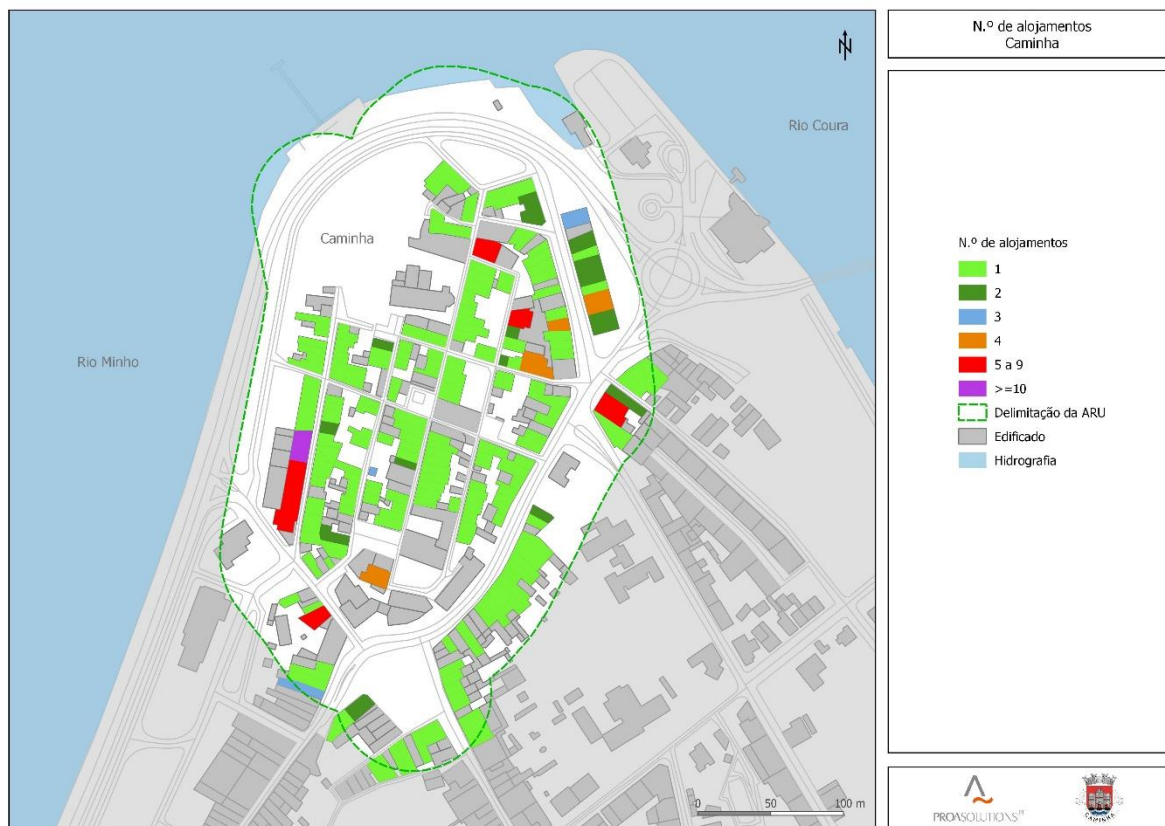 N.º de alojamentos
Caminha
N
Rio Coura
Caminha
Rio Minho
N.º de alojamentos
1
2
3
4
5 a 9
>=10
Delimitação da ARU
Edificado
Hidrografia
0 50 100 m
PROASOLUTIONS
CAMINHA